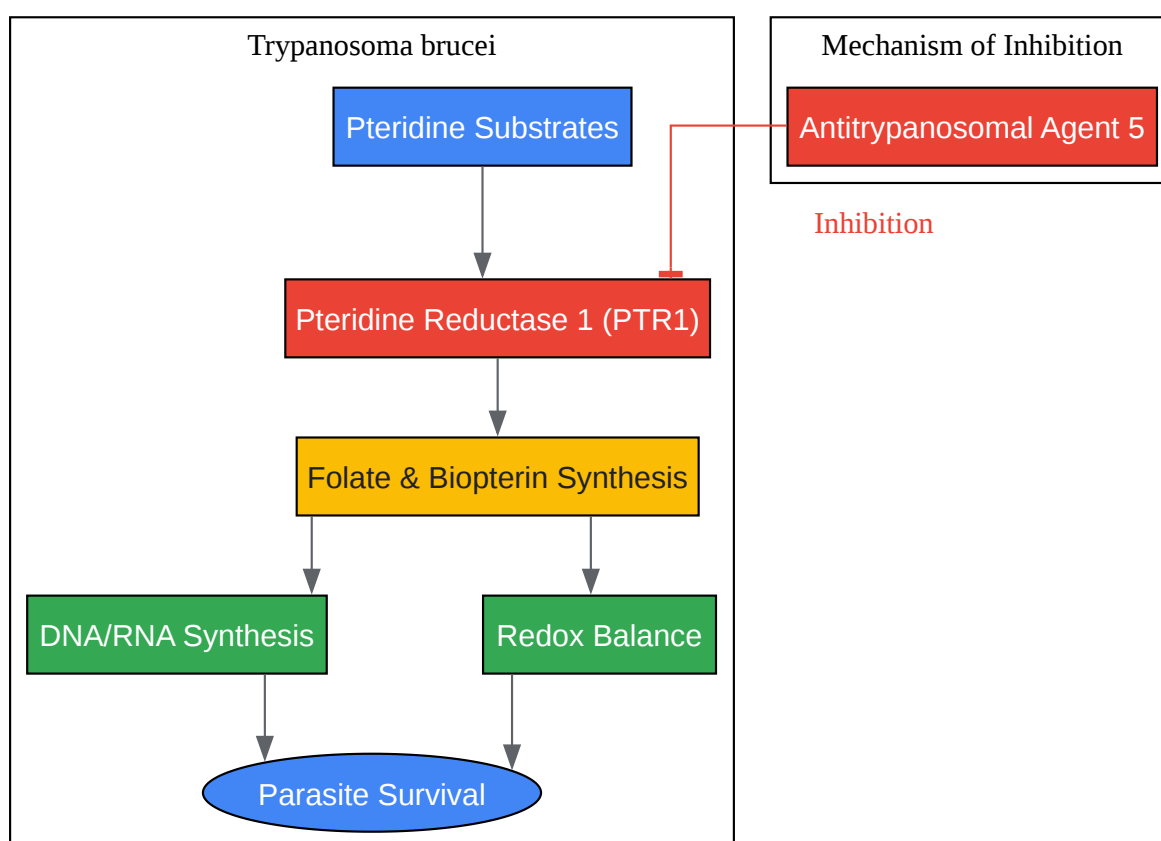 Trypanosoma brucei
Mechanism of Inhibition
Pteridine Substrates
Antitrypanosomal Agent 5
Inhibition
Pteridine Reductase 1 (PTR1)
Folate & Biopterin Synthesis
DNA/RNA Synthesis
Redox Balance
Parasite Survival